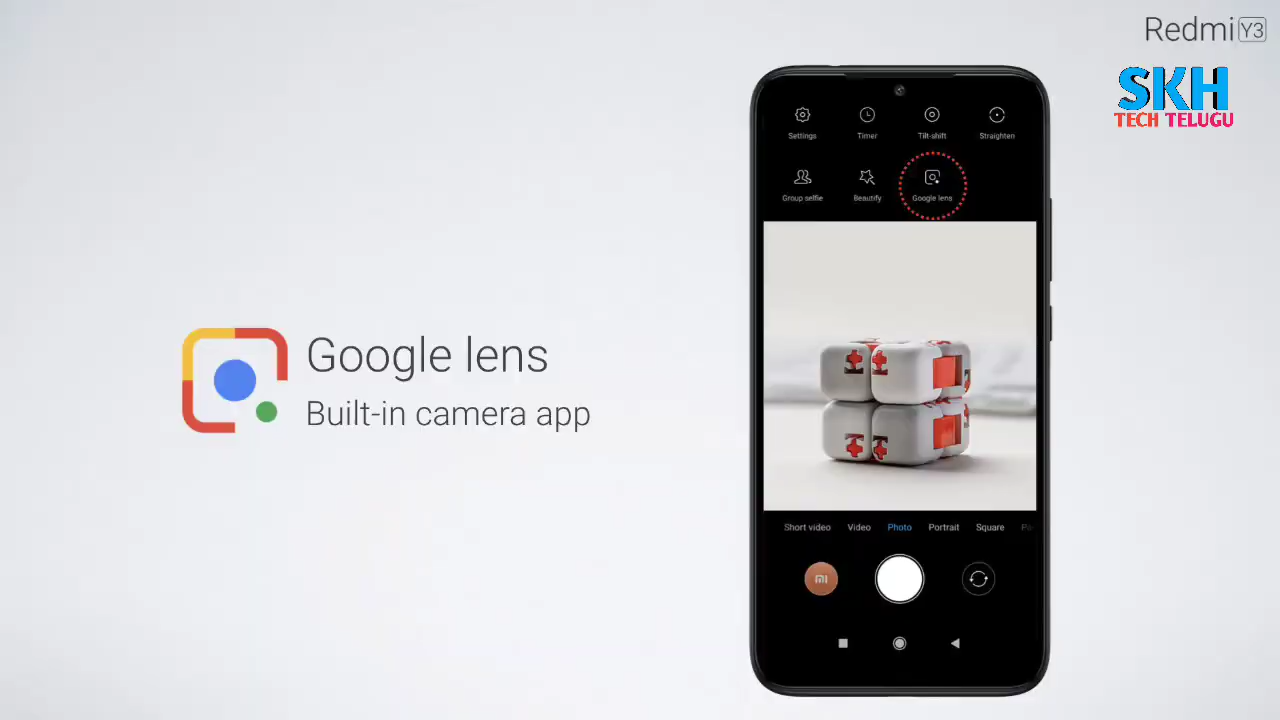 Redmi Y3
SKH
TECH TELUGU
Settings Timer Tilt-shift Straighten
Group selfie Beautify Google lens
Google lens
Built-in camera app
Short video Video Photo Portrait Square
MI